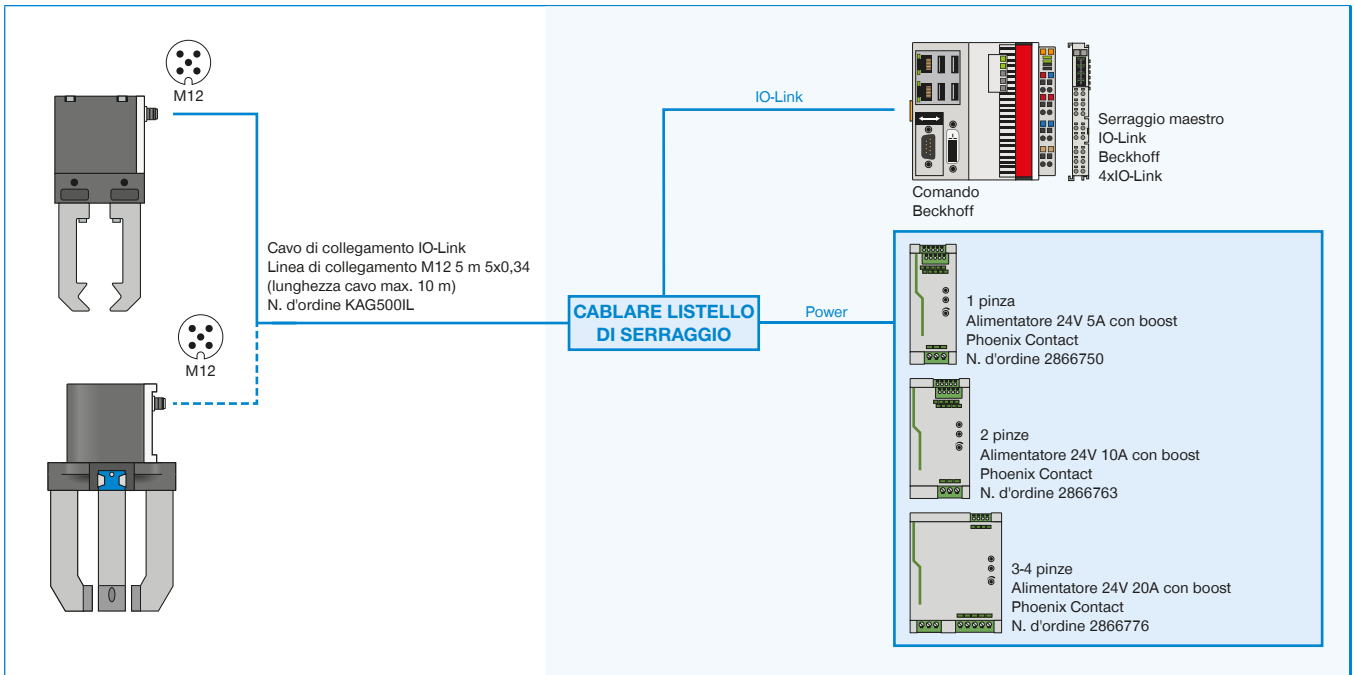 M12
Cavo di collegamento IO-Link
Linea di collegamento M12 5 m 5x0,34
(lunghezza cavo max. 10 m)
N. d'ordine KAG500IL
M12
CABLARE LISTELLO
DI SERRAGGIO
IO-Link
Power
Comando
Beckhoff
Serraggio maestro
IO-Link
Beckhoff
4xIO-Link
1 pinza
Alimentatore 24V 5A con boost
Phoenix Contact
N. d'ordine 2866750
2 pinze
Alimentatore 24V 10A con boost
Phoenix Contact
N. d'ordine 2866763
3-4 pinze
Alimentatore 24V 20A con boost
Phoenix Contact
N. d'ordine 2866776